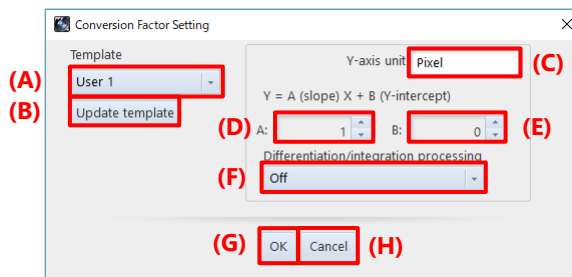 Conversion Factor Setting
Template
(A) User 1
(B) Update template
Y-axis unit Pixel (C)
Y = A (slope) X + B (Y-intercept)
(D) A: 1 B: 0 (E)
Differentiation/integration processing
(F) Off
(G) OK Cancel (H)